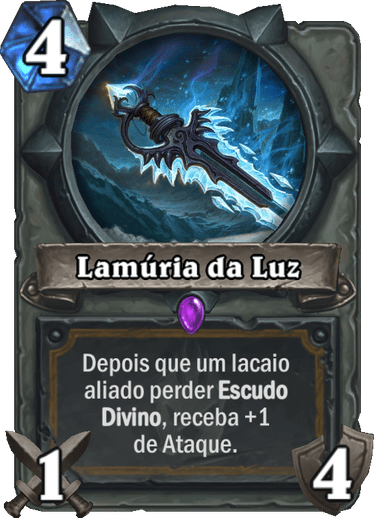 4
Lamúria da Luz
Depois que um lacaio
aliado perder Escudo
Divino, receba +1
de Ataque.
1
4